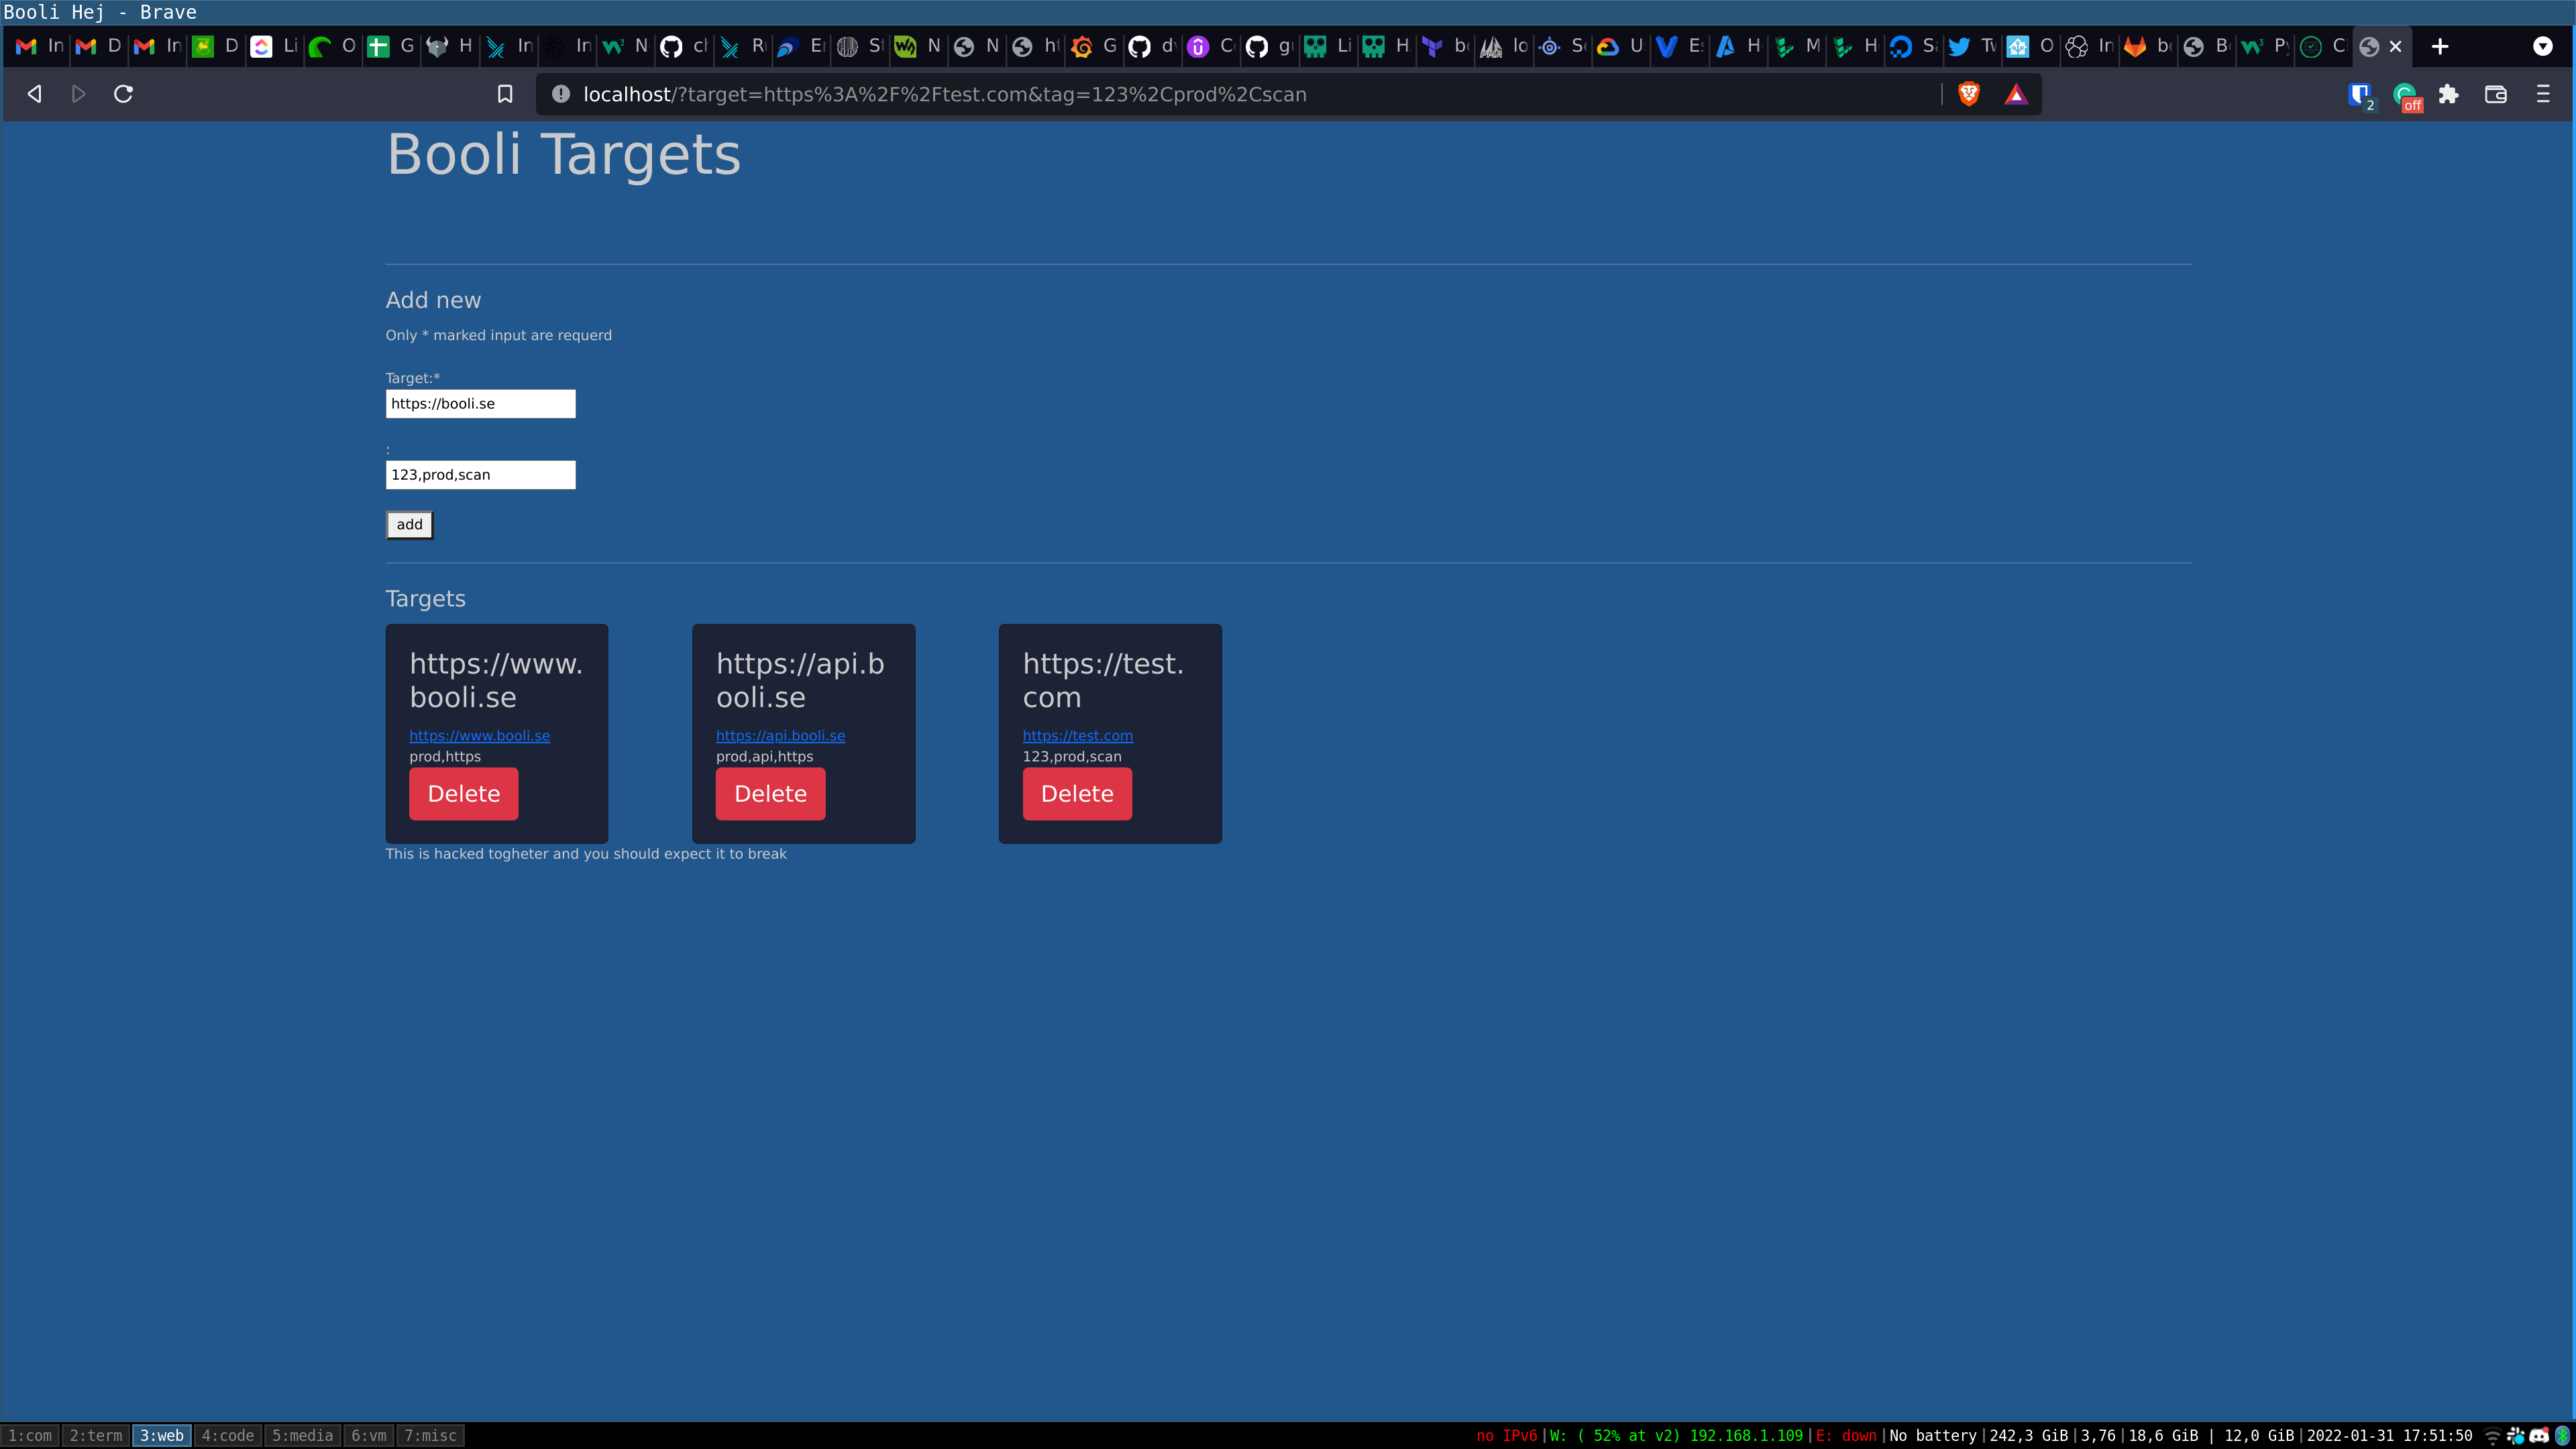 Booli Hej - Brave
In D In D Li O G H In In N cl R E S N N ht G d C g Li H b lo S U E H M H S Tw O In b B P C
localhost/?target=https%3A%2F%2Ftest.com&tag=123%2Cprod%2Cscan
2 off
Booli Targets
Add new
Only * marked input are requerd
Target:*
https://booli.se
:
123,prod,scan
add
Targets
https://www.
booli.se
https://www.booli.se
prod,https
Delete
https://api.b
ooli.se
https://api.booli.se
prod,api,https
Delete
https://test.
com
https://test.com
123,prod,scan
Delete
This is hacked togheter and you should expect it to break
1:com 2:term 3:web 4:code 5:media 6:vm 7:misc
no IPv6|W: ( 52% at v2) 192.168.1.109|E: down|No battery|242,3 GiB|3,76|18,6 GiB | 12,0 GiB|2022-01-31 17:51:50